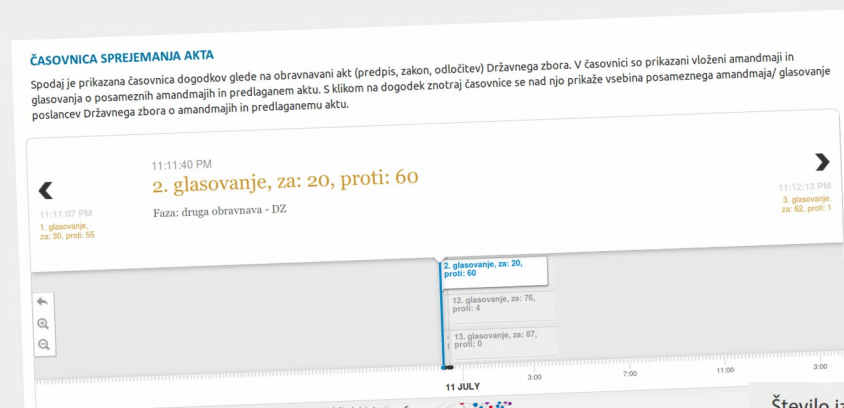 ČASOVNICA SPREJEMANJA AKTA
Spodaj je prikazana časovnica dogodkov glede na obravnavani akt (predpis, zakon, odločitev) Državnega zbora. V časovnici so prikazani vloženi amandmaji in
glasovanja o posameznih amandmajih in predlaganem aktu. S klikom na dogodek znotraj časovnice se nad njo prikaže vsebina posameznega amandmaja/ glasovanje
poslancev Državnega zbora o amandmajih in predlaganemu aktu.
11:11:40 PM
2. glasovanje, za: 20, proti: 60
Faza: druga obravnava - DZ
11:11:07 PM
1. glasovanje,
za: 30, proti: 55
11:12:13 PM
3. glasovanje,
za: 62, proti: 1
2. glasovanje, za: 20,
proti: 60
12. glasovanje, za: 76,
proti: 4
13. glasovanje, za: 87,
proti: 0
3:00
7:00
11:00
3:00
11 JULY
Število